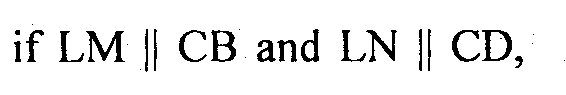 if LM || CB and LN || CD,